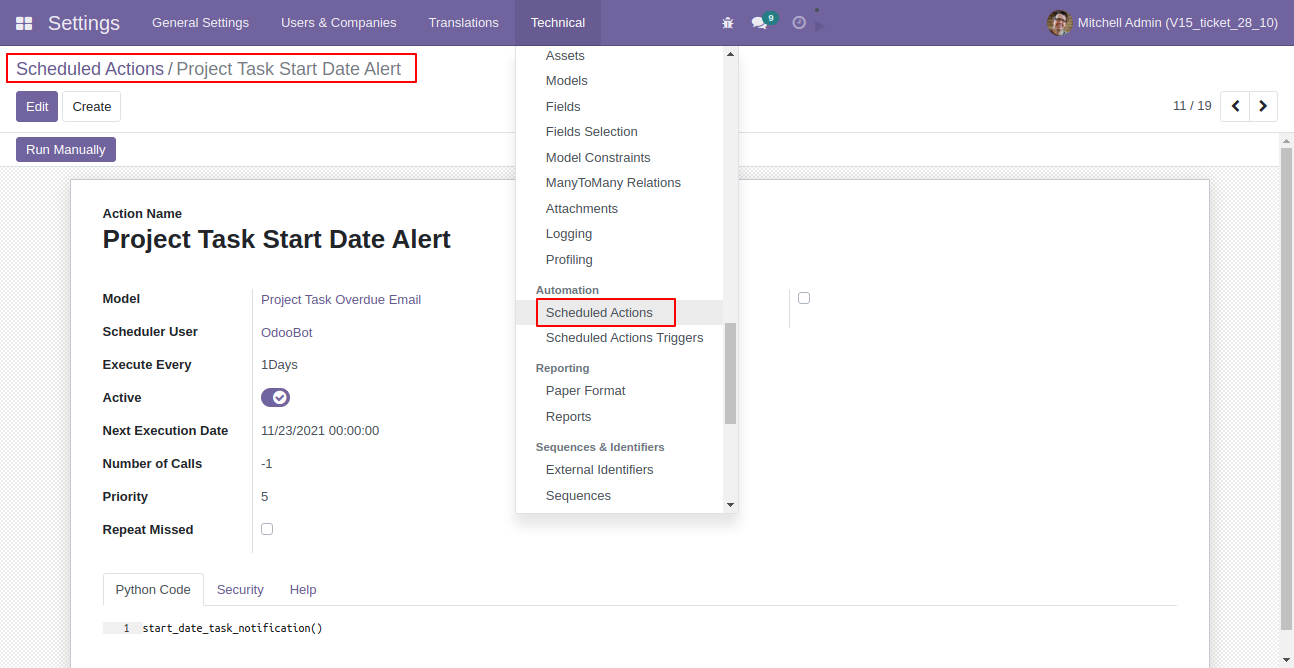 Settings General Settings Users & Companies Translations Technical 9 Mitchell Admin (V15_ticket_28_10)
Scheduled Actions / Project Task Start Date Alert
Edit Create
11 / 19
Run Manually
Assets
Models
Fields
Fields Selection
Model Constraints
ManyToMany Relations
Attachments
Logging
Profiling
Automation
Scheduled Actions
Scheduled Actions Triggers
Reporting
Paper Format
Reports
Sequences & Identifiers
External Identifiers
Sequences
Action Name
Project Task Start Date Alert
Model Project Task Overdue Email
Scheduler User OdooBot
Execute Every 1Days
Active
Next Execution Date 11/23/2021 00:00:00
Number of Calls -1
Priority 5
Repeat Missed
Python Code Security Help
1 start_date_task_notification()